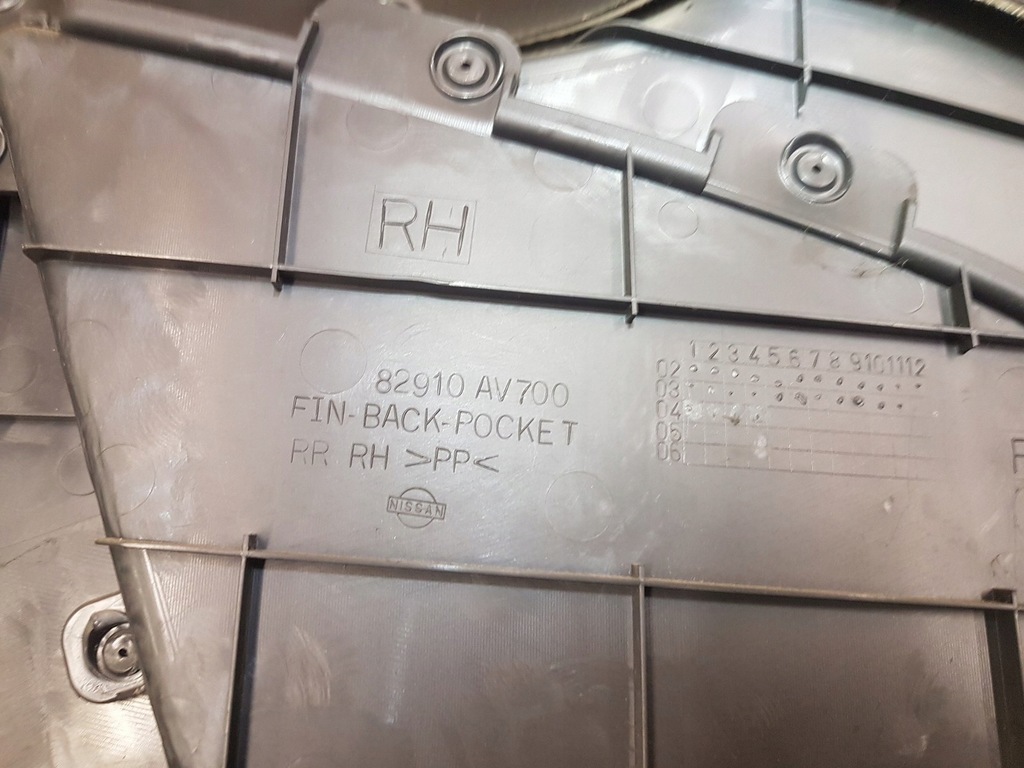 RH
82910 AV700
FIN-BACK-POCKET
RR RH >PP<
NISSAN
1 2 3 4 5 6 7 8 9 10 11 12
02
03
04
05
06